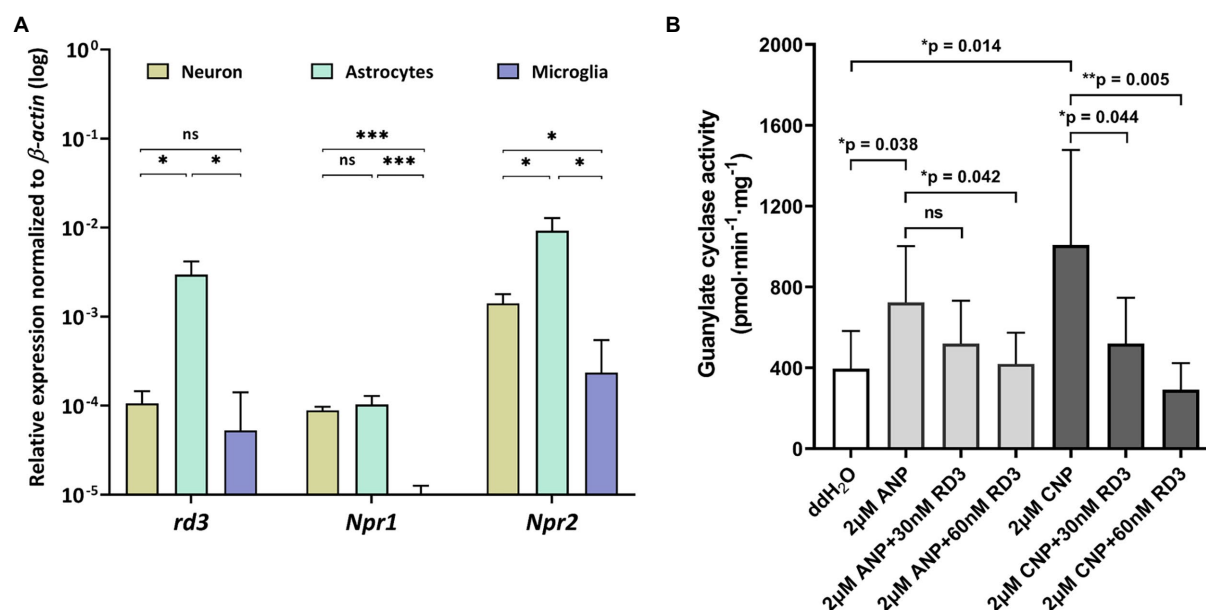 A
Relative expression normalized to β-actin (log)
10⁰
10⁻¹
10⁻²
10⁻³
10⁻⁴
10⁻⁵
Neuron
Astrocytes
Microglia
ns
*
*
***
ns
***
*
*
*
rd3
Npr1
Npr2
B
Guanylate cyclase activity
(pmol·min⁻¹·mg⁻¹)
2000
1600
1200
800
400
0
*p = 0.014
**p = 0.005
*p = 0.044
*p = 0.038
*p = 0.042
ns
ddH₂O
2µM ANP
2µM ANP+30nM RD3
2µM ANP+60nM RD3
2µM CNP
2µM CNP+30nM RD3
2µM CNP+60nM RD3